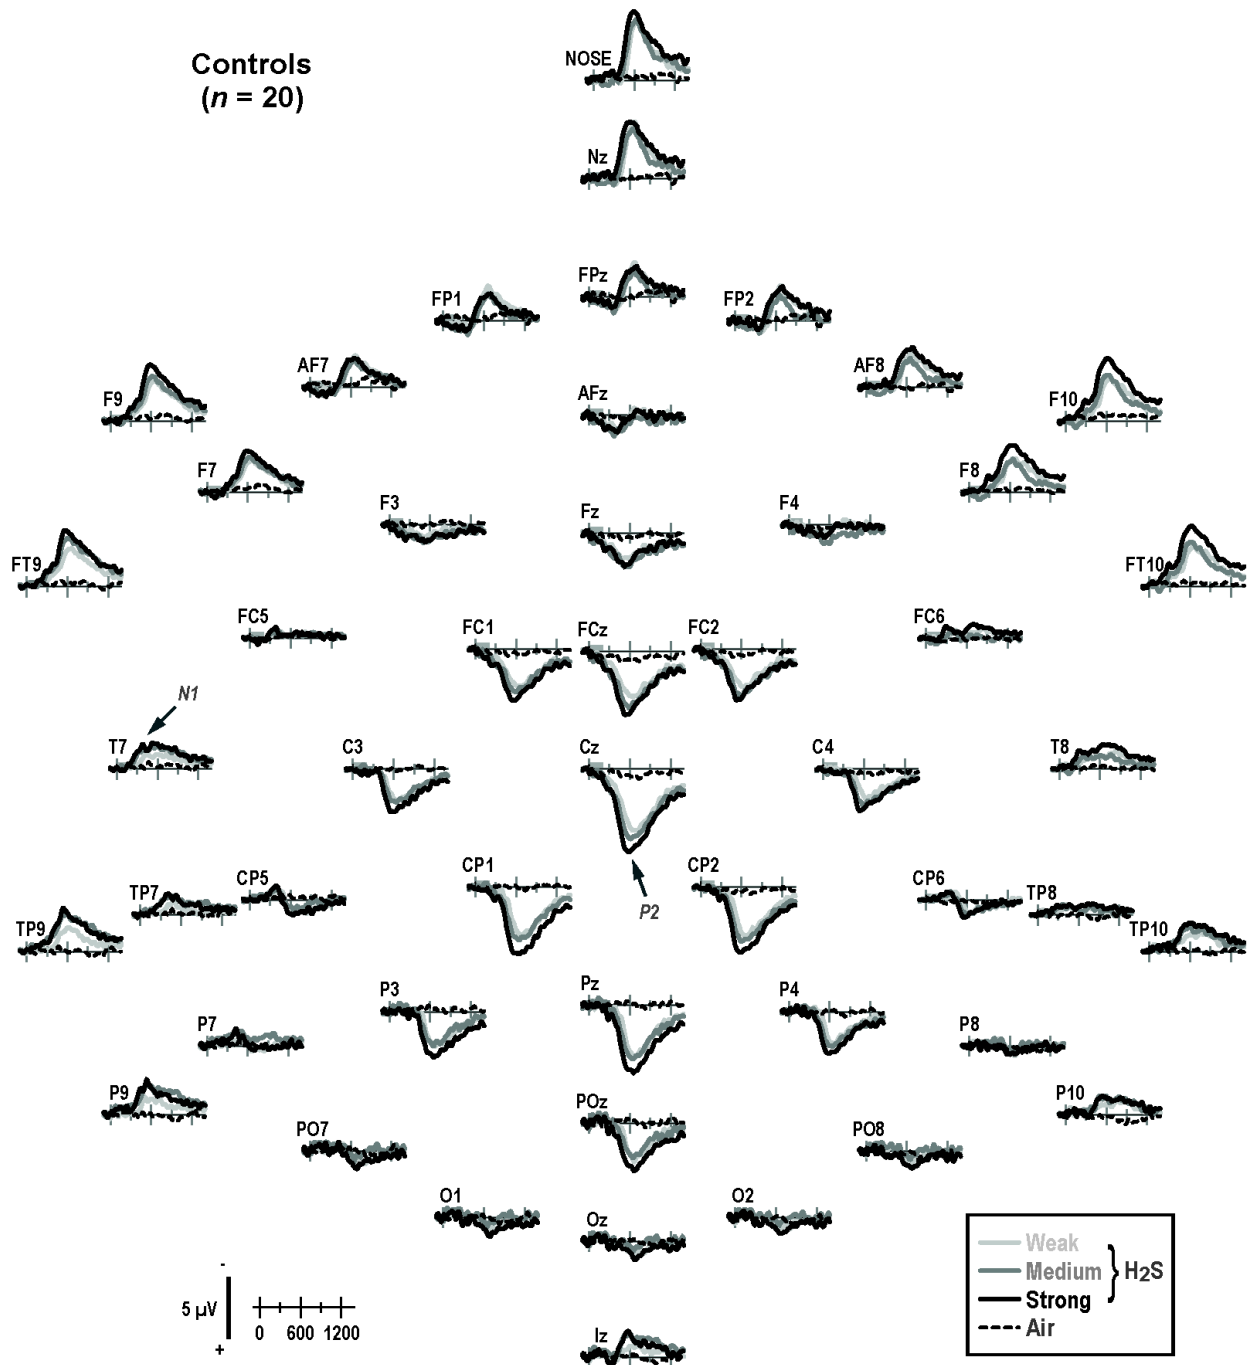 Controls
(n = 20)
NOSE
Nz
FPz
FP1
FP2
AF7
AF8
F9
AFz
F10
F7
F8
F3
Fz
F4
FT9
FT10
FC5
FC1
FCz
FC2
FC6
N1
T7
C3
Cz
C4
T8
CP1
CP2
TP7
CP5
P2
CP6
TP8
TP9
TP10
P3
Pz
P4
P7
P8
P9
POz
P10
PO7
PO8
O1
O2
Oz
Weak
Medium
H2S
Strong
Air
-
5 µV
+
0 600 1200
Iz